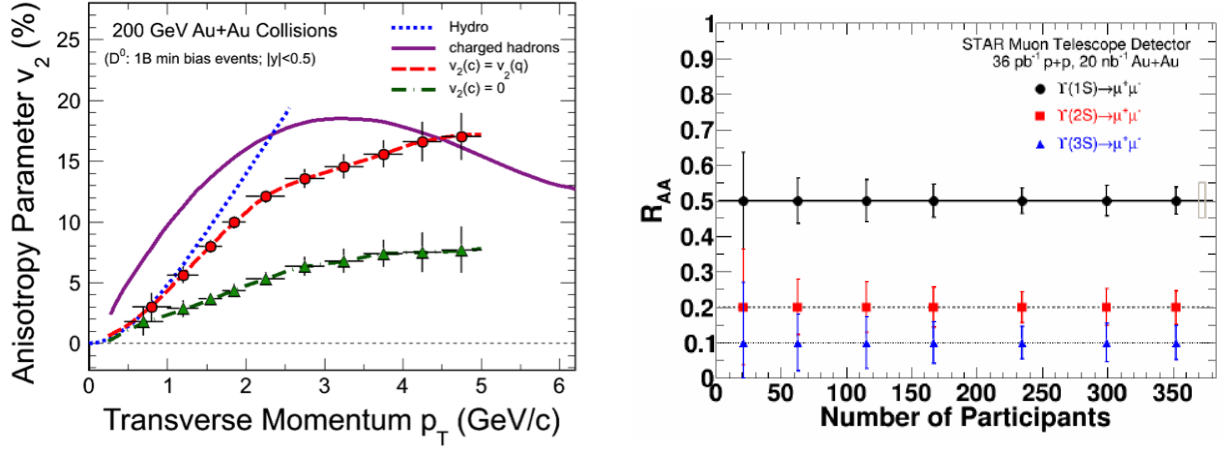 200 GeV Au+Au Collisions
(D⁰: 1B min bias events; |y|<0.5)
Hydro
charged hadrons
v₂(c) = v₂(q)
v₂(c) = 0
Anisotropy Parameter v₂ (%)
25
20
15
10
5
0
0 1 2 3 4 5 6
Transverse Momentum p_T (GeV/c)
STAR Muon Telescope Detector
36 pb⁻¹ p+p, 20 nb⁻¹ Au+Au
ϒ(1S)→μ⁺μ⁻
ϒ(2S)→μ⁺μ⁻
ϒ(3S)→μ⁺μ⁻
R_AA
1
0.9
0.8
0.7
0.6
0.5
0.4
0.3
0.2
0.1
0
0 50 100 150 200 250 300 350
Number of Participants